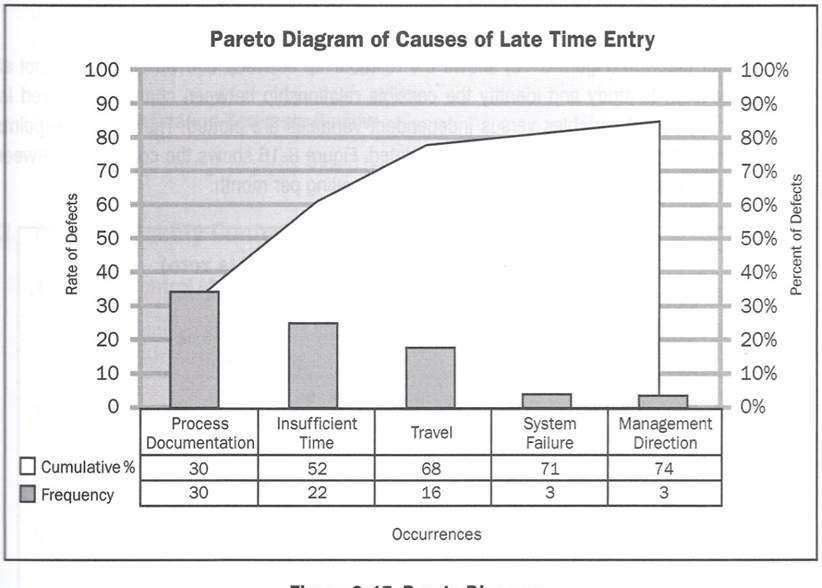 Pareto Diagram of Causes of Late Time Entry
100 100%
90 90%
80 80%
70 70%
60 60%
50 50%
40 40%
30 30%
20 20%
10 10%
0 0%
Rate of Defects
Percent of Defects
Process Documentation
Insufficient Time
Travel
System Failure
Management Direction
Cumulative % 30 52 68 71 74
Frequency 30 22 16 3 3
Occurrences